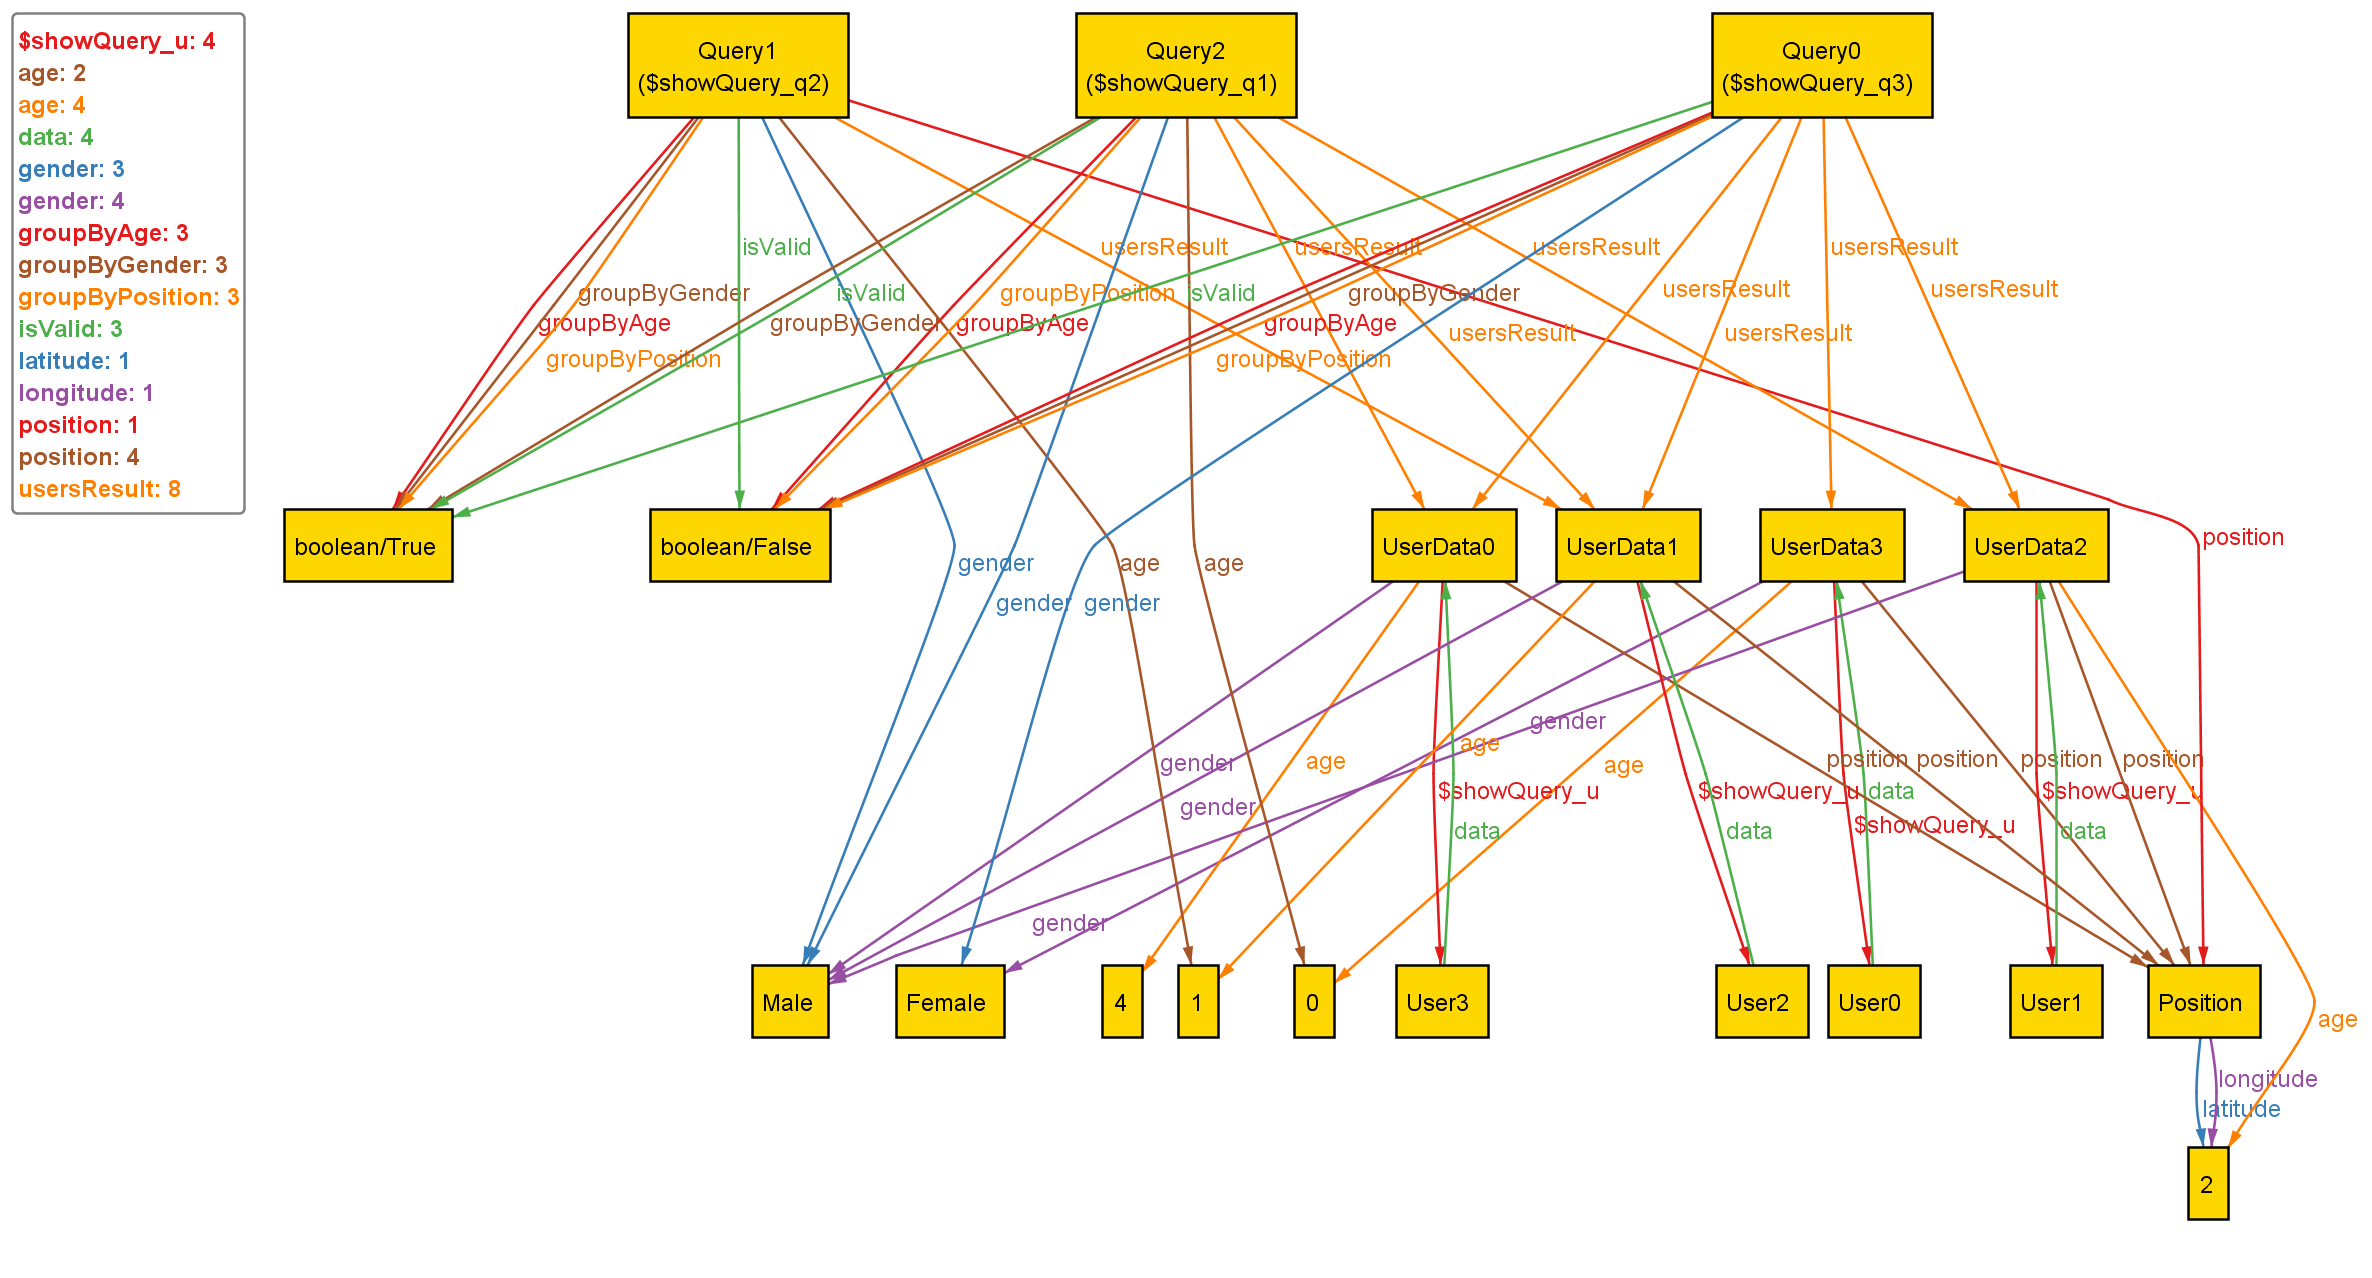 $showQuery_u: 4
age: 2
age: 4
data: 4
gender: 3
gender: 4
groupByAge: 3
groupByGender: 3
groupByPosition: 3
isValid: 3
latitude: 1
longitude: 1
position: 1
position: 4
usersResult: 8
Query1
($showQuery_q2)
Query2
($showQuery_q1)
Query0
($showQuery_q3)
isValid
usersResult
usersResult
usersResult
usersResult
usersResult
usersResult
groupByGender
isValid
groupByPosition
isValid
groupByGender
groupByAge
groupByGender
groupByAge
groupByAge
usersResult
usersResult
groupByPosition
groupByPosition
position
boolean/True
boolean/False
UserData0
UserData1
UserData3
UserData2
gender
age
age
gender
gender
gender
gender
age
age
age
position
position
position
position
$showQuery_u
$showQuery_u
data
$showQuery_u
gender
data
data
$showQuery_u
data
gender
Male
Female
4
1
0
User3
User2
User0
User1
Position
age
longitude
latitude
2